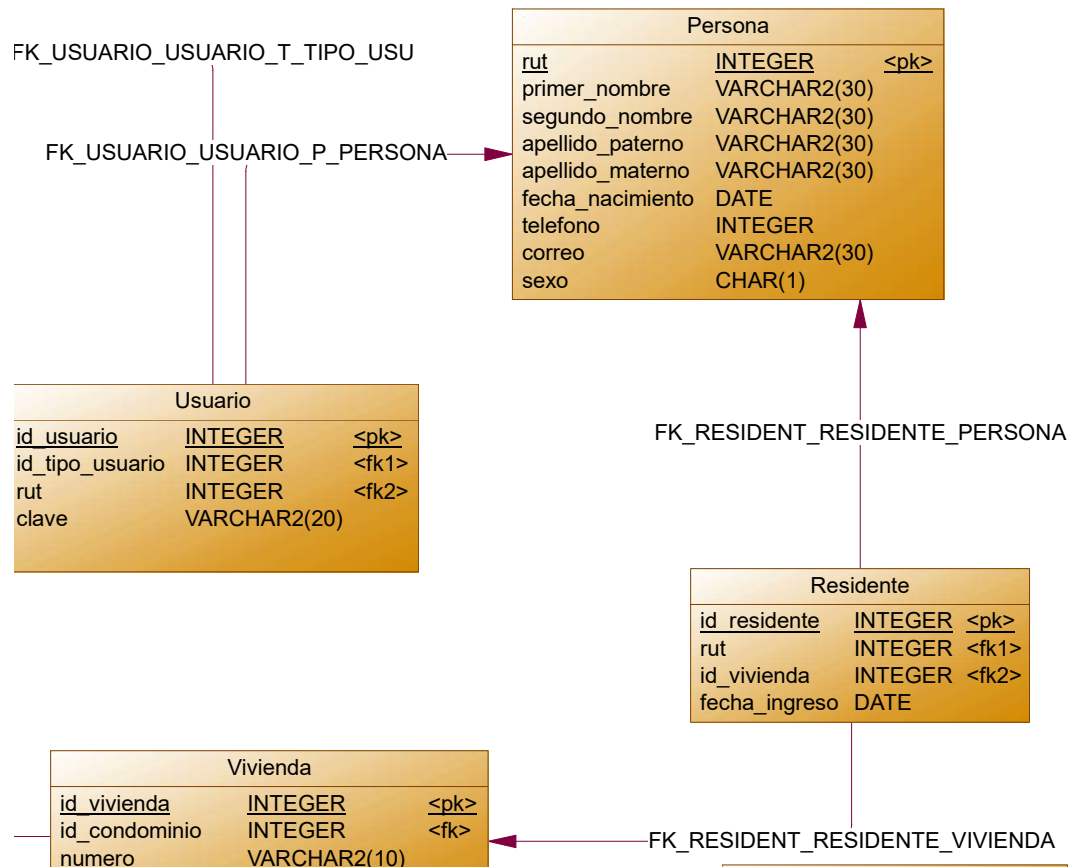 FK_USUARIO_USUARIO_T_TIPO_USU
FK_USUARIO_USUARIO_P_PERSONA
Persona
rut INTEGER <pk>
primer_nombre VARCHAR2(30)
segundo_nombre VARCHAR2(30)
apellido_paterno VARCHAR2(30)
apellido_materno VARCHAR2(30)
fecha_nacimiento DATE
telefono INTEGER
correo VARCHAR2(30)
sexo CHAR(1)
Usuario
id_usuario INTEGER <pk>
id_tipo_usuario INTEGER <fk1>
rut INTEGER <fk2>
clave VARCHAR2(20)
FK_RESIDENT_RESIDENTE_PERSONA
Residente
id_residente INTEGER <pk>
rut INTEGER <fk1>
id_vivienda INTEGER <fk2>
fecha_ingreso DATE
Vivienda
id_vivienda INTEGER <pk>
id_condominio INTEGER <fk>
numero VARCHAR2(10)
FK_RESIDENT_RESIDENTE_VIVIENDA